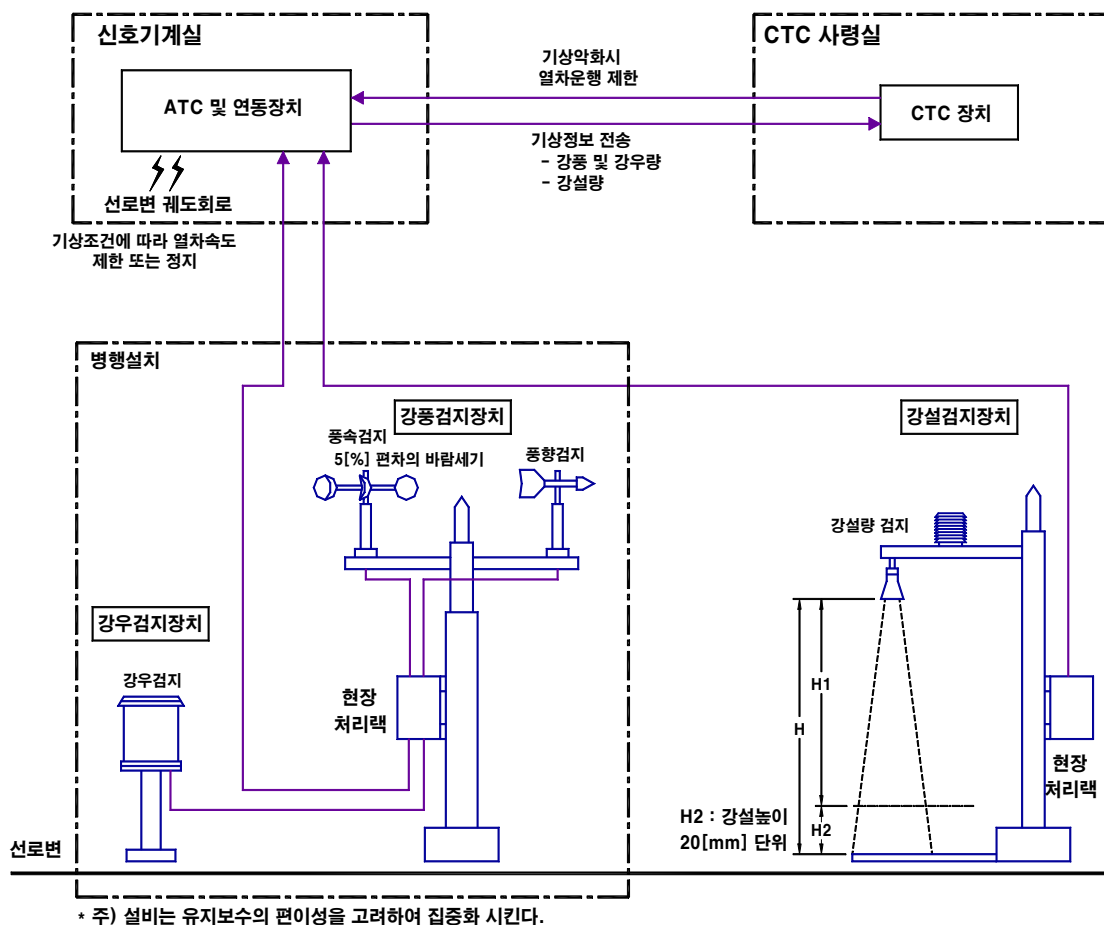 신호기계실
CTC 사령실
기상악화시
열차운행 제한
ATC 및 연동장치
CTC 장치
기상정보 전송
- 강풍 및 강우량
- 강설량
선로변 궤도회로
기상조건에 따라 열차속도
제한 또는 정지
병행설치
강풍검지장치
강설검지장치
풍속검지
5[%] 편차의 바람세기
풍향검지
강설량 검지
강우검지장치
강우검지
현장
처리랙
H1
H
현장
처리랙
H2 : 강설높이
20[mm] 단위
H2
선로변
* 주) 설비는 유지보수의 편이성을 고려하여 집중화 시킨다.